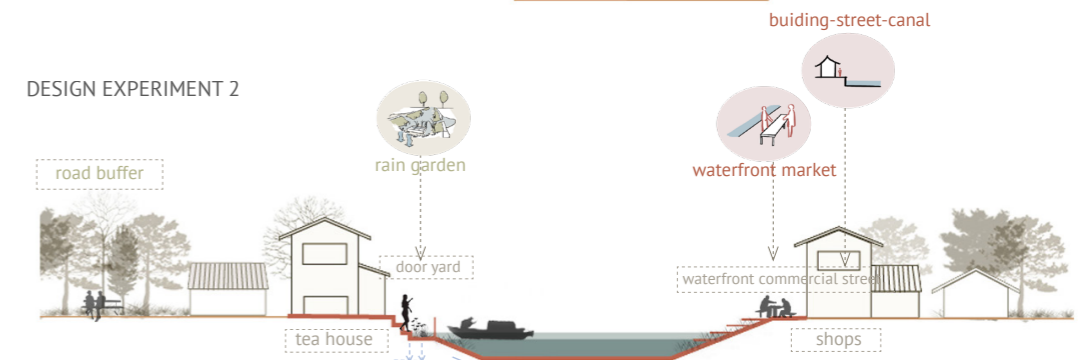 buiding-street-canal
DESIGN EXPERIMENT 2
rain garden
waterfront market
road buffer
door yard
waterfront commercial street
tea house
shops